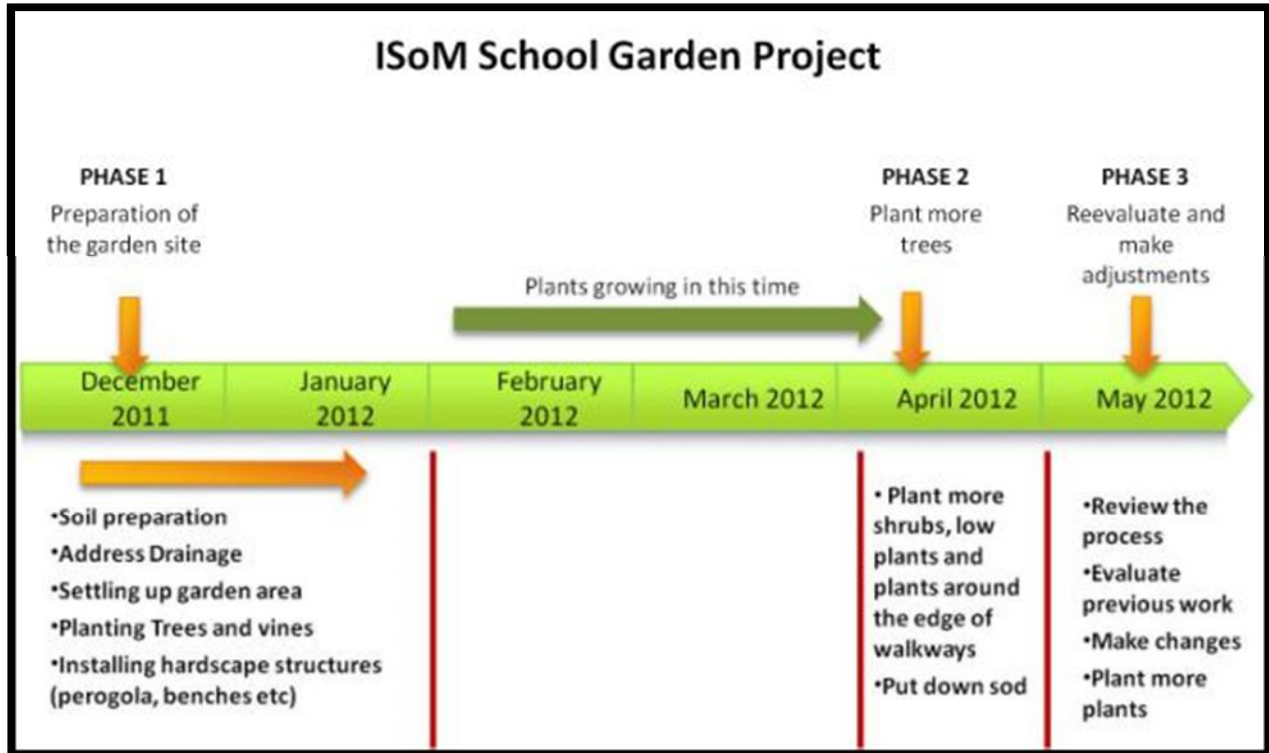 ISoM School Garden Project
PHASE 1
Preparation of
the garden site
PHASE 2
Plant more
trees
PHASE 3
Reevaluate and
make
adjustments
Plants growing in this time
December
2011
January
2012
February
2012
March 2012
April 2012
May 2012
•Soil preparation
•Address Drainage
•Settling up garden area
•Planting Trees and vines
•Installing hardscape structures
(perogola, benches etc)
• Plant more
shrubs, low
plants and
plants around
the edge of
walkways
•Put down sod
•Review the
process
•Evaluate
previous work
•Make changes
•Plant more
plants